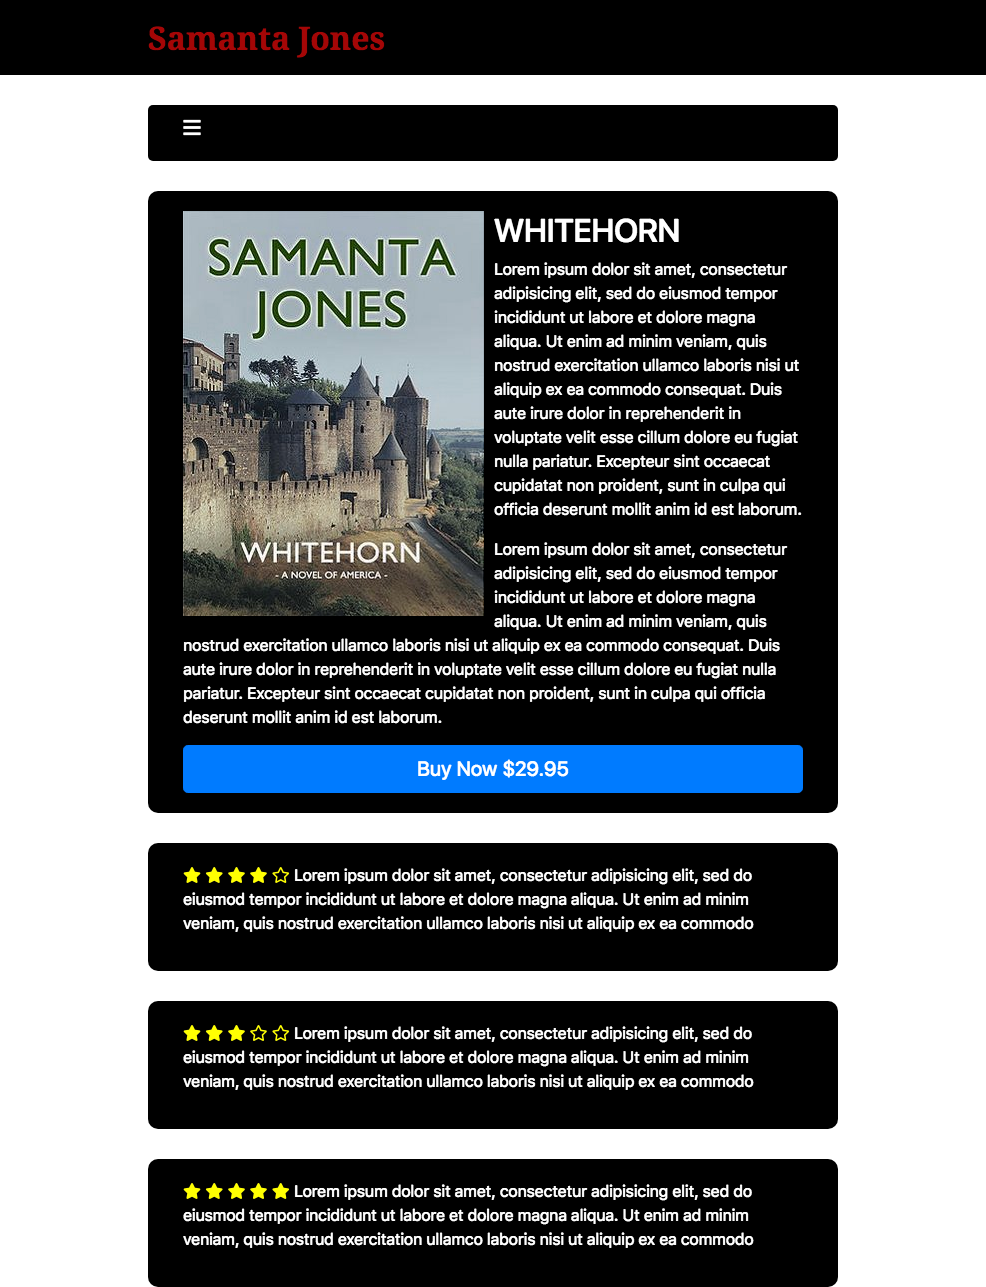 Samanta Jones
SAMANTA
JONES
WHITEHORN
- A NOVEL OF AMERICA -
WHITEHORN
Lorem ipsum dolor sit amet, consectetur
adipisicing elit, sed do eiusmod tempor
incididunt ut labore et dolore magna
aliqua. Ut enim ad minim veniam, quis
nostrud exercitation ullamco laboris nisi ut
aliquip ex ea commodo consequat. Duis
aute irure dolor in reprehenderit in
voluptate velit esse cillum dolore eu fugiat
nulla pariatur. Excepteur sint occaecat
cupidatat non proident, sunt in culpa qui
officia deserunt mollit anim id est laborum.
Lorem ipsum dolor sit amet, consectetur
adipisicing elit, sed do eiusmod tempor
incididunt ut labore et dolore magna
aliqua. Ut enim ad minim veniam, quis
nostrud exercitation ullamco laboris nisi ut aliquip ex ea commodo consequat. Duis
aute irure dolor in reprehenderit in voluptate velit esse cillum dolore eu fugiat nulla
pariatur. Excepteur sint occaecat cupidatat non proident, sunt in culpa qui officia
deserunt mollit anim id est laborum.
Buy Now $29.95
Lorem ipsum dolor sit amet, consectetur adipisicing elit, sed do
eiusmod tempor incididunt ut labore et dolore magna aliqua. Ut enim ad minim
veniam, quis nostrud exercitation ullamco laboris nisi ut aliquip ex ea commodo
Lorem ipsum dolor sit amet, consectetur adipisicing elit, sed do
eiusmod tempor incididunt ut labore et dolore magna aliqua. Ut enim ad minim
veniam, quis nostrud exercitation ullamco laboris nisi ut aliquip ex ea commodo
Lorem ipsum dolor sit amet, consectetur adipisicing elit, sed do
eiusmod tempor incididunt ut labore et dolore magna aliqua. Ut enim ad minim
veniam, quis nostrud exercitation ullamco laboris nisi ut aliquip ex ea commodo